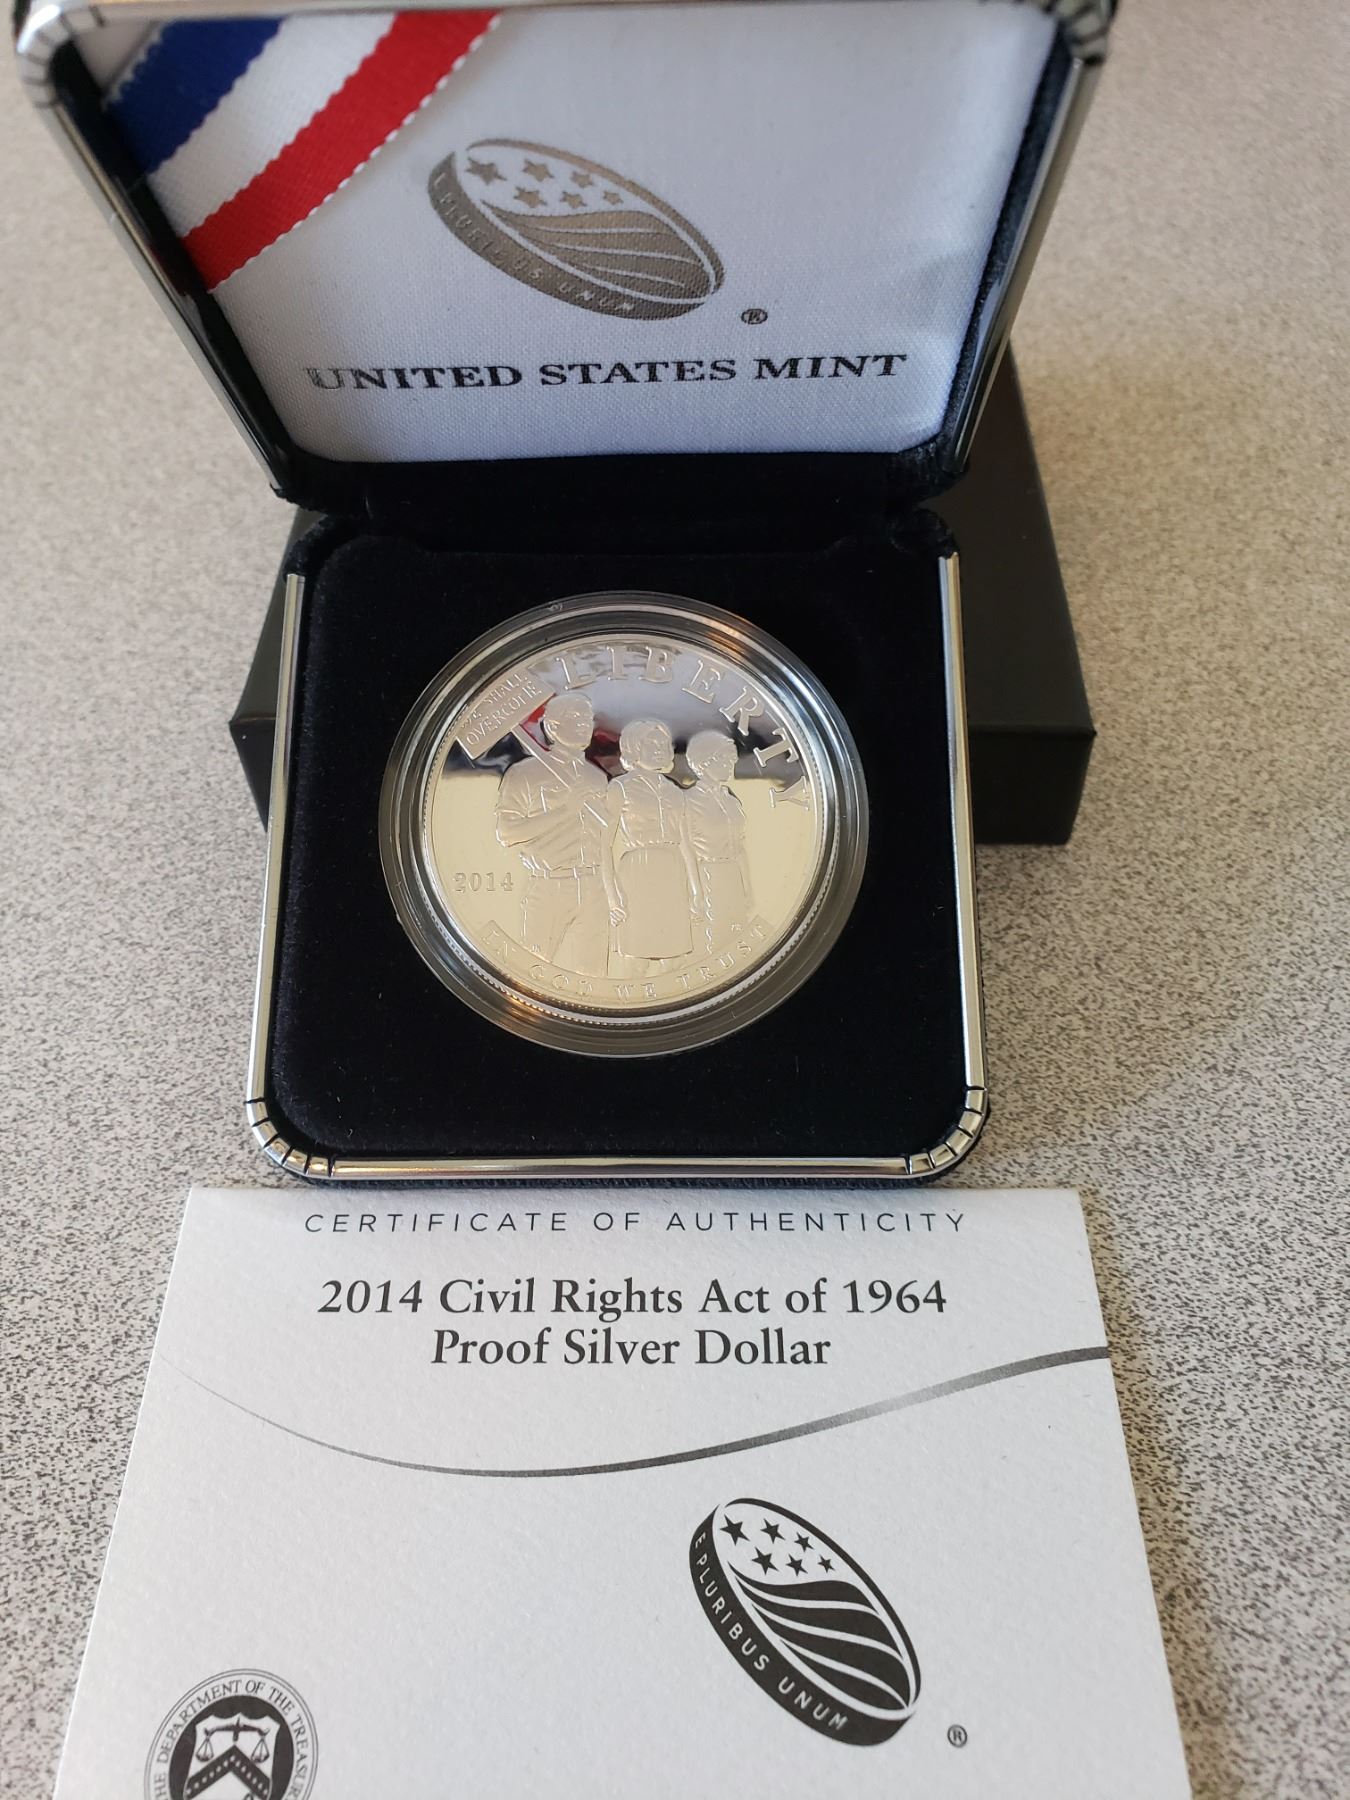 E PLURIBUS UNUM
®
UNITED STATES MINT
WE SHALL
OVERCOME
LIBERTY
2014
IN GOD WE TRUST
CERTIFICATE OF AUTHENTICITY
2014 Civil Rights Act of 1964
Proof Silver Dollar
E PLURIBUS UNUM
®
THE DEPARTMENT OF THE TREASURY